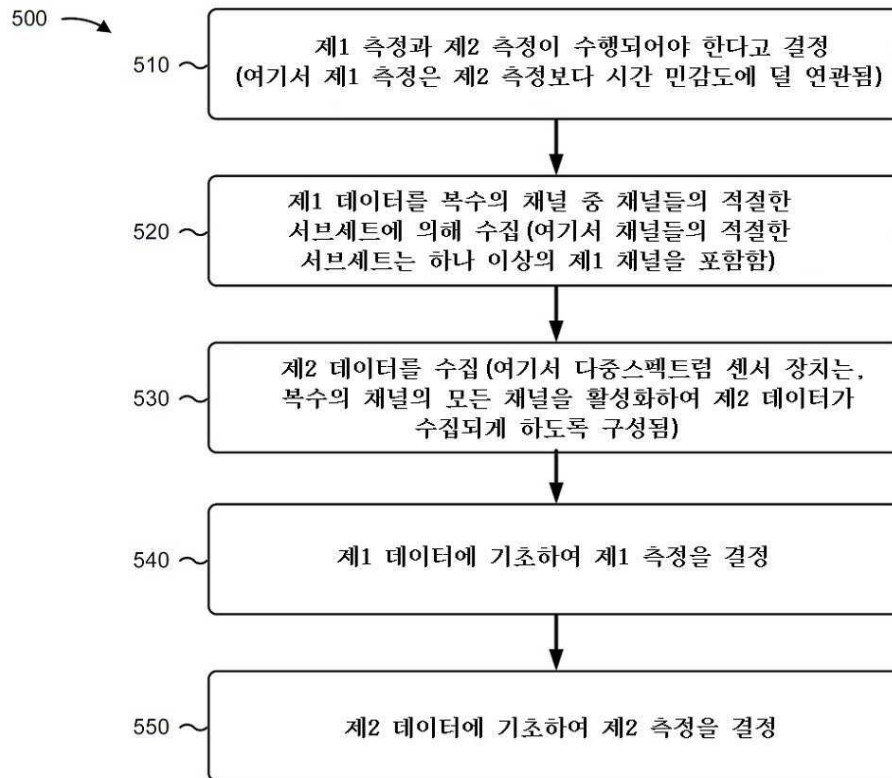 500
510
제1 측정과 제2 측정이 수행되어야 한다고 결정
(여기서 제1 측정은 제2 측정보다 시간 민감도에 덜 연관됨)
520
제1 데이터를 복수의 채널 중 채널들의 적절한
서브세트에 의해 수집(여기서 채널들의 적절한
서브세트는 하나 이상의 제1 채널을 포함함)
530
제2 데이터를 수집(여기서 다중스펙트럼 센서 장치는,
복수의 채널의 모든 채널을 활성화하여 제2 데이터가
수집되게 하도록 구성됨)
540
제1 데이터에 기초하여 제1 측정을 결정
550
제2 데이터에 기초하여 제2 측정을 결정